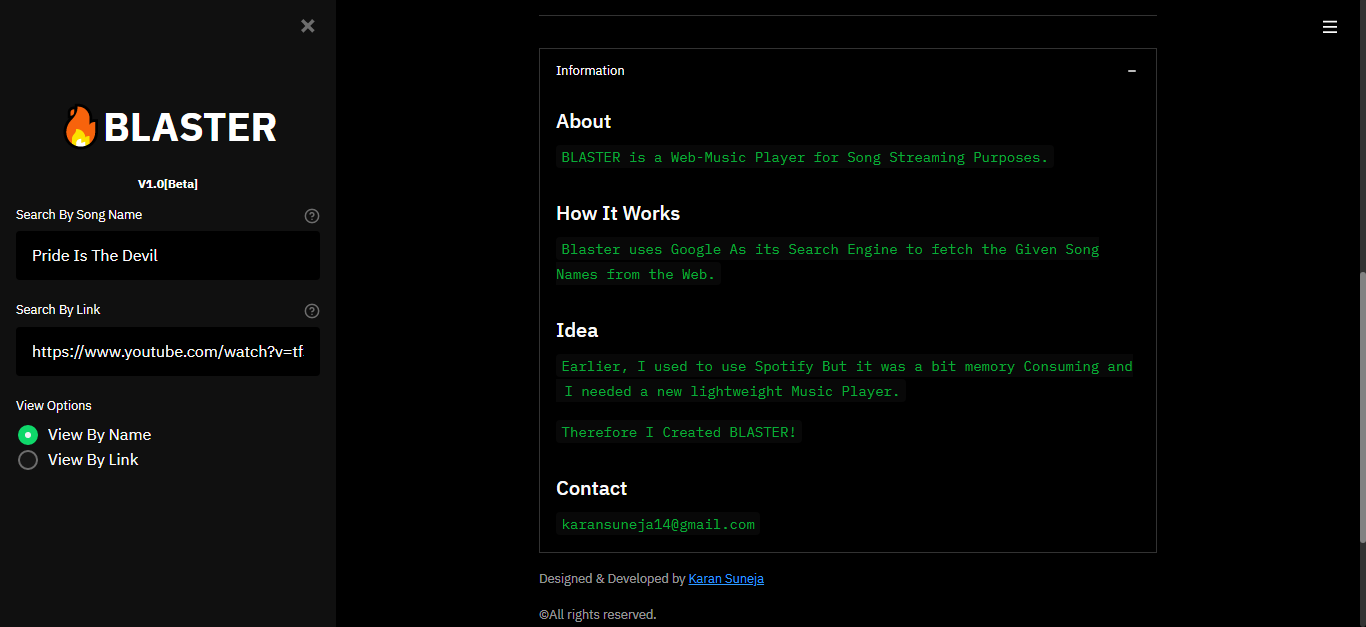 BLASTER
V1.0[Beta]
Search By Song Name
Pride Is The Devil
Search By Link
https://www.youtube.com/watch?v=tf
View Options
View By Name
View By Link
Information
About
BLASTER is a Web-Music Player for Song Streaming Purposes.
How It Works
Blaster uses Google As its Search Engine to fetch the Given Song
Names from the Web.
Idea
Earlier, I used to use Spotify But it was a bit memory Consuming and
I needed a new lightweight Music Player.
Therefore I Created BLASTER!
Contact
karansuneja14@gmail.com
Designed & Developed by Karan Suneja
©All rights reserved.